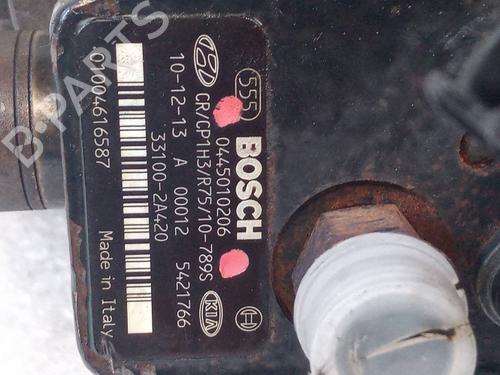 555
BOSCH
0445010206
CR/CP1H3/R75/10-789S
KIA
10-12-13 A 00012 5421766
33100-2A420
00004616587
Made in Italy
B-PARTS